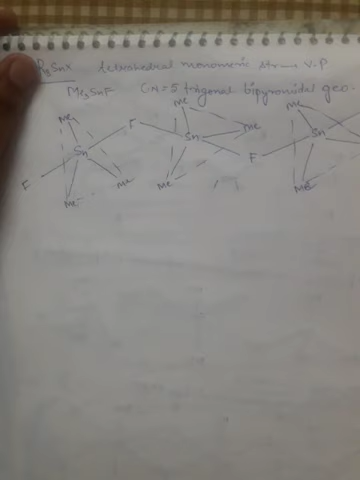 R3SnX tetrahedral monomeric struc V.P
Me3SnF C.N=5 trigonal bipyramidal geo.
Me Me Me
F Sn Me Sn
Sn F
F Me Me Me
Me